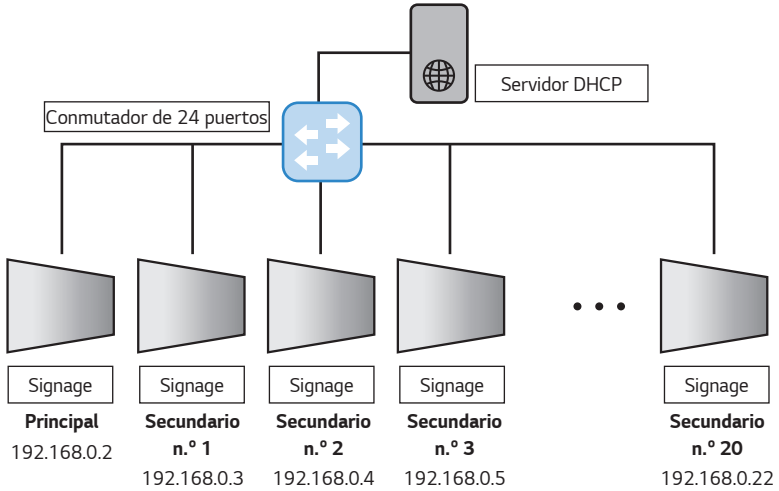 Servidor DHCP
Conmutador de 24 puertos
Signage
Principal
192.168.0.2
Signage
Secundario
n.º 1
192.168.0.3
Signage
Secundario
n.º 2
192.168.0.4
Signage
Secundario
n.º 3
192.168.0.5
Signage
Secundario
n.º 20
192.168.0.22